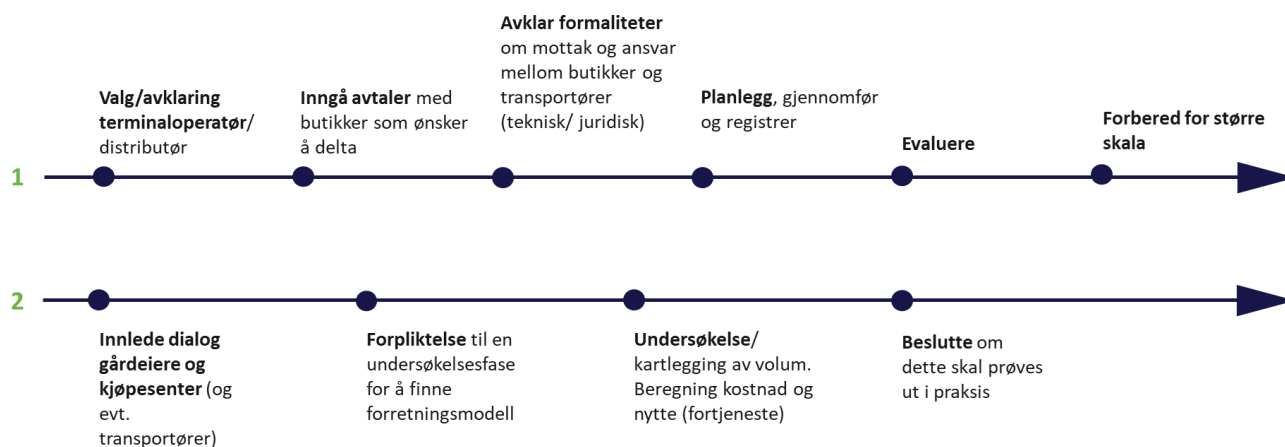 Valg/avklaring
terminaloperatør/
distributør
Inngå avtaler med
butikker som ønsker
å delta
Avklar formaliteter
om mottak og ansvar
mellom butikker og
transportører
(teknisk/ juridisk)
Planlegg, gjennomfør
og registrer
Evaluere
Forbered for større
skala
1
2
Innlede dialog
gårdeiere og
kjøpesenter (og
evt.
transportører)
Forpliktelse til en
undersøkelsesfase
for å finne
forretningsmodell
Undersøkelse/
kartlegging av volum.
Beregning kostnad og
nytte (fortjeneste)
Beslutte om
dette skal prøves
ut i praksis